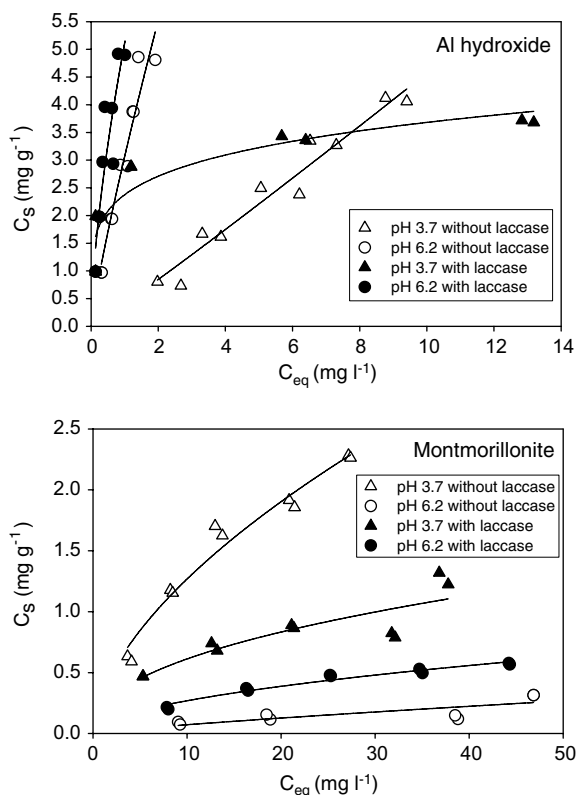 Al hydroxide
5.5
5.0
4.5
4.0
3.5
3.0
2.5
2.0
1.5
1.0
0.5
0.0
Cs (mg g-1)
pH 3.7 without laccase
pH 6.2 without laccase
pH 3.7 with laccase
pH 6.2 with laccase
0 2 4 6 8 10 12 14
Ceq (mg l-1)
Montmorillonite
2.5
2.0
1.5
1.0
0.5
0.0
Cs (mg g-1)
pH 3.7 without laccase
pH 6.2 without laccase
pH 3.7 with laccase
pH 6.2 with laccase
0 10 20 30 40 50
Ceq (mg l-1)